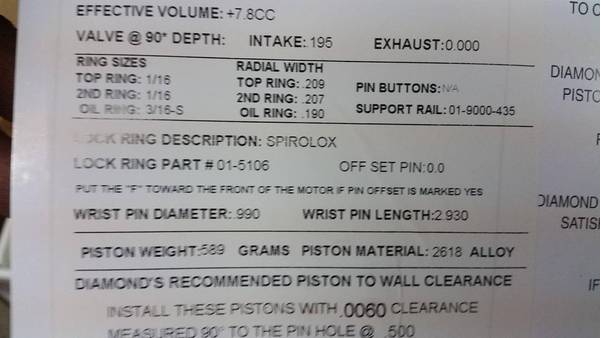 EFFECTIVE VOLUME: +7.8CC
TO
VALVE @ 90° DEPTH: INTAKE: .195 EXHAUST: 0.000
RING SIZES RADIAL WIDTH
TOP RING: 1/16 TOP RING: .209 PIN BUTTONS: N/A
2ND RING: 1/16 2ND RING: .207
OIL RING: 3/16-S OIL RING: .190 SUPPORT RAIL: 01-9000-435
DIAMON
PISTO
LOCK RING DESCRIPTION: SPIROLOX
LOCK RING PART # 01-5106 OFF SET PIN: 0.0
PUT THE "F" TOWARD THE FRONT OF THE MOTOR IF PIN OFFSET IS MARKED YES
WRIST PIN DIAMETER: .990 WRIST PIN LENGTH: 2.930
DIAMOND
SATIS
PISTON WEIGHT: 589 GRAMS PISTON MATERIAL: 2618 ALLOY
DIAMOND'S RECOMMENDED PISTON TO WALL CLEARANCE
IF
INSTALL THESE PISTONS WITH .0060 CLEARANCE
MEASURED 90° TO THE PIN HOLE @ .500